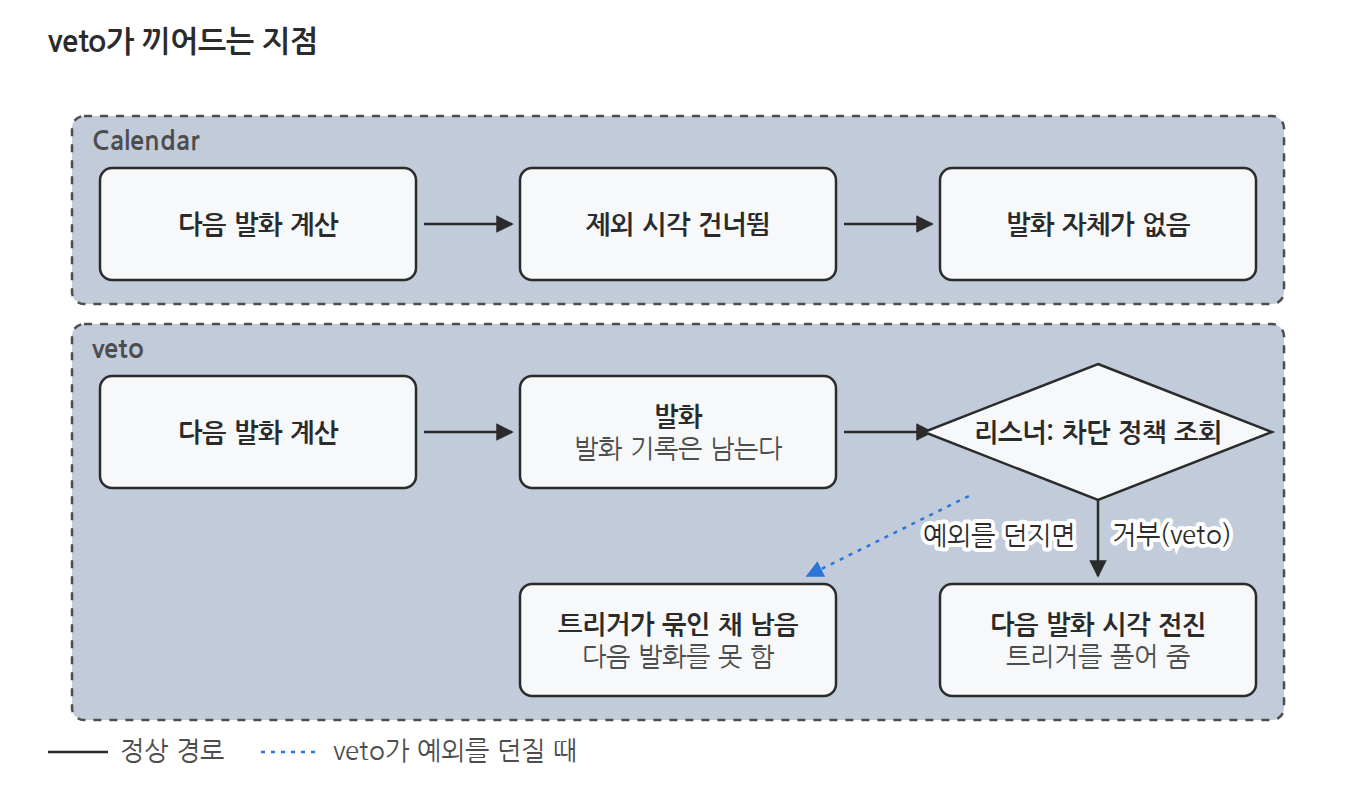 veto가 끼어드는 지점
Calendar
다음 발화 계산
제외 시각 건너뜀
발화 자체가 없음
veto
다음 발화 계산
발화
발화 기록은 남는다
리스너: 차단 정책 조회
예외를 던지면
거부(veto)
트리거가 묶인 채 남음
다음 발화를 못 함
다음 발화 시각 전진
트리거를 풀어 줌
정상 경로
veto가 예외를 던질 때